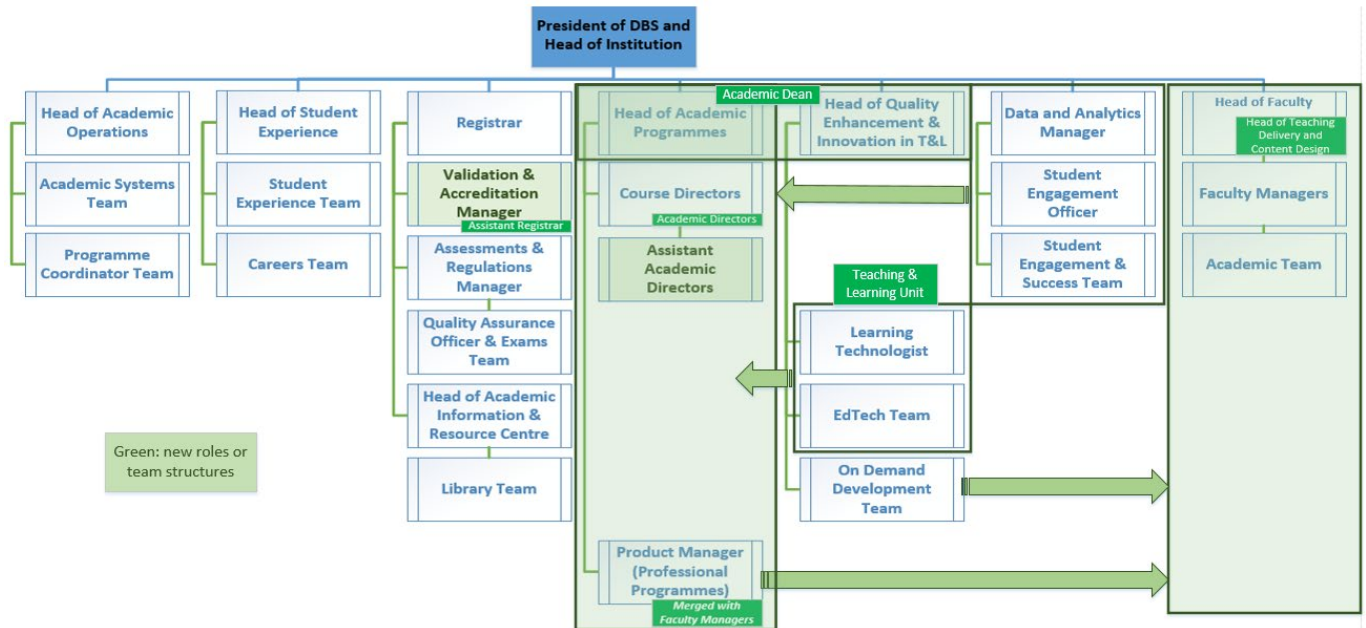 President of DBS and
Head of Institution
Head of Academic
Operations
Academic Systems
Team
Programme
Coordinator Team
Head of Student
Experience
Student
Experience Team
Careers Team
Registrar
Validation &
Accreditation
Manager
Assistant Registrar
Assessments &
Regulations
Manager
Quality Assurance
Officer & Exams
Team
Head of Academic
Information &
Resource Centre
Library Team
Academic Dean
Head of Academic
Programmes
Course Directors
Academic Directors
Assistant
Academic
Directors
Product Manager
(Professional
Programmes)
Merged with
Faculty Managers
Head of Quality
Enhancement &
Innovation in T&L
Teaching &
Learning Unit
Learning
Technologist
EdTech Team
On Demand
Development
Team
Data and Analytics
Manager
Student
Engagement
Officer
Student
Engagement &
Success Team
Head of Faculty
Head of Teaching
Delivery and
Content Design
Faculty Managers
Academic Team
Green: new roles or
team structures